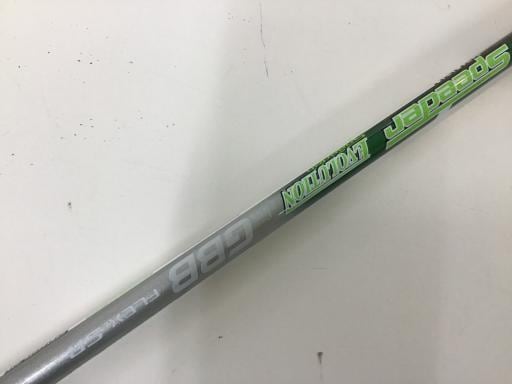 Speeder
EVOLUTION
GBB
FLEX-SR